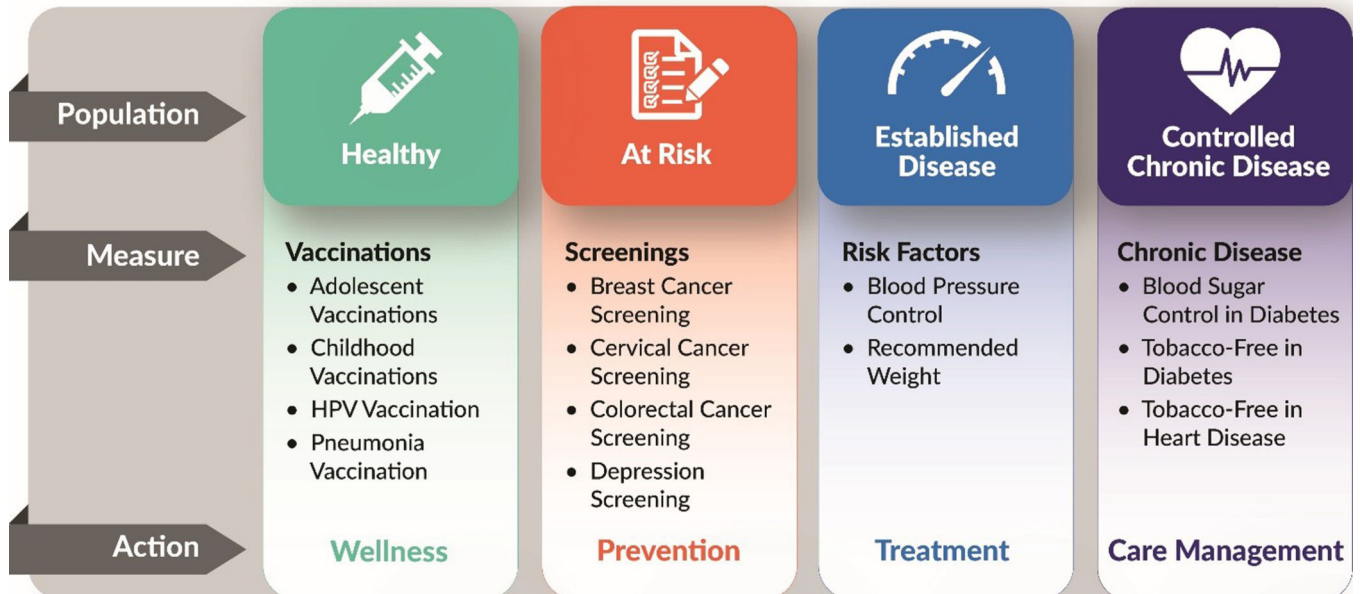 Population
Healthy
At Risk
Established
Disease
Controlled
Chronic Disease
Measure
Vaccinations
• Adolescent
Vaccinations
• Childhood
Vaccinations
• HPV Vaccination
• Pneumonia
Vaccination
Screenings
• Breast Cancer
Screening
• Cervical Cancer
Screening
• Colorectal Cancer
Screening
• Depression
Screening
Risk Factors
• Blood Pressure
Control
• Recommended
Weight
Chronic Disease
• Blood Sugar
Control in Diabetes
• Tobacco-Free in
Diabetes
• Tobacco-Free in
Heart Disease
Action
Wellness
Prevention
Treatment
Care Management